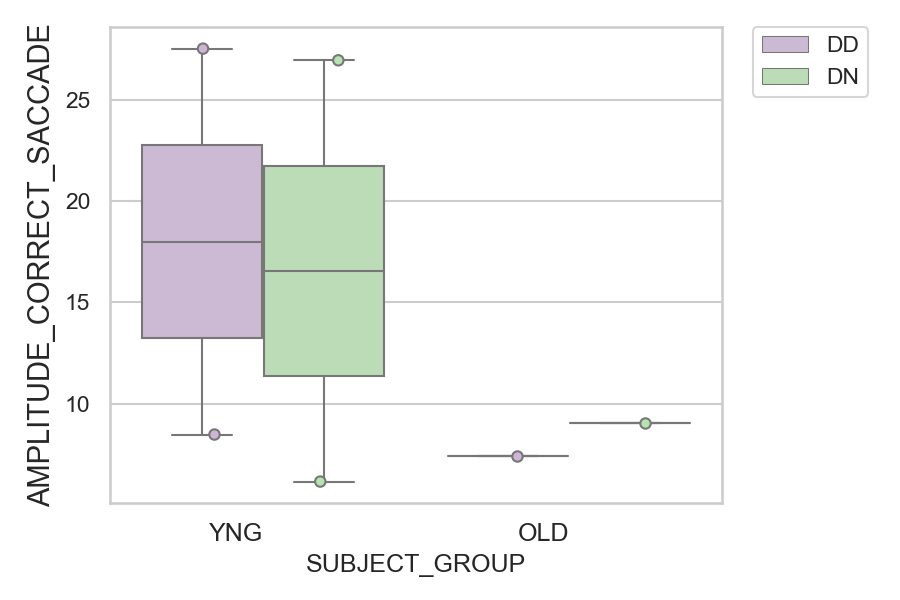 AMPLITUDE_CORRECT_SACCADE
25
20
15
10
YNG
OLD
SUBJECT_GROUP
DD
DN